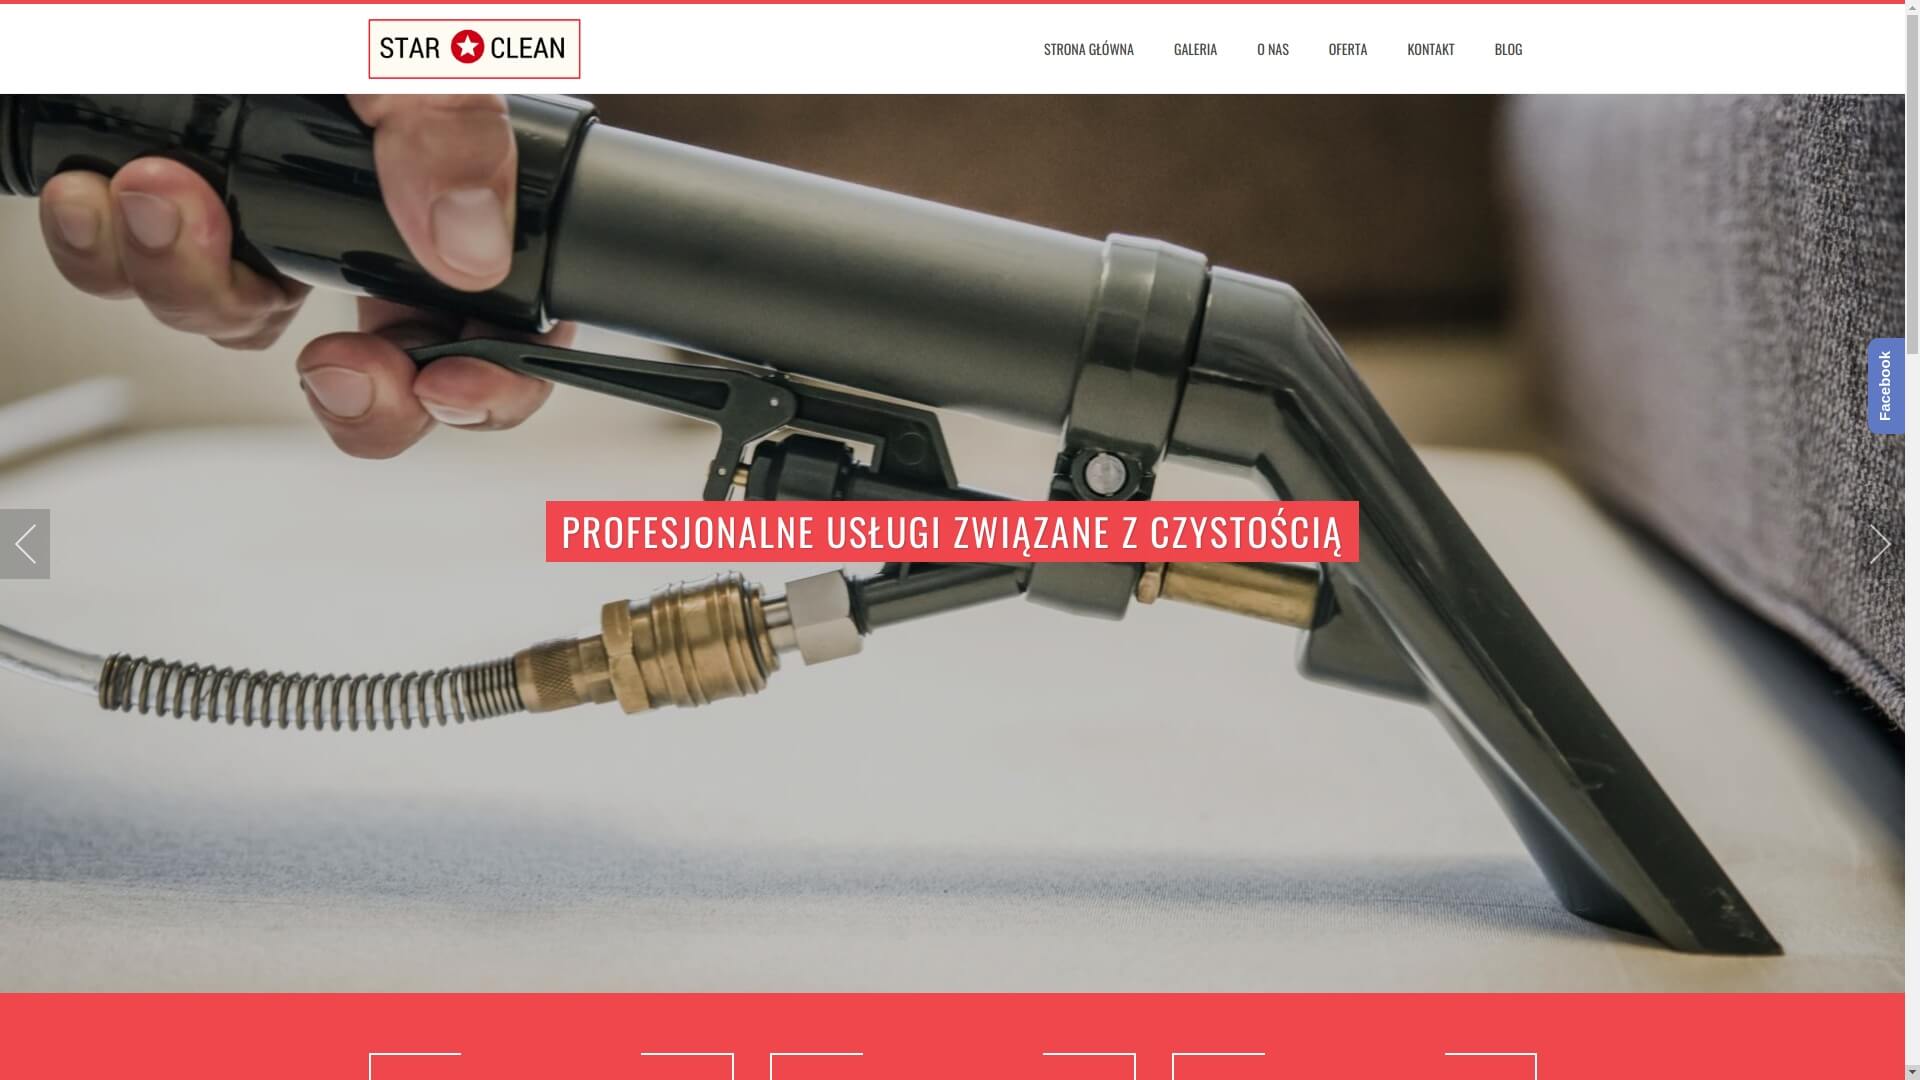 STAR CLEAN
STRONA GŁÓWNA GALERIA O NAS OFERTA KONTAKT BLOG
Facebook
PROFESJONALNE USŁUGI ZWIĄZANE Z CZYSTOŚCIĄ